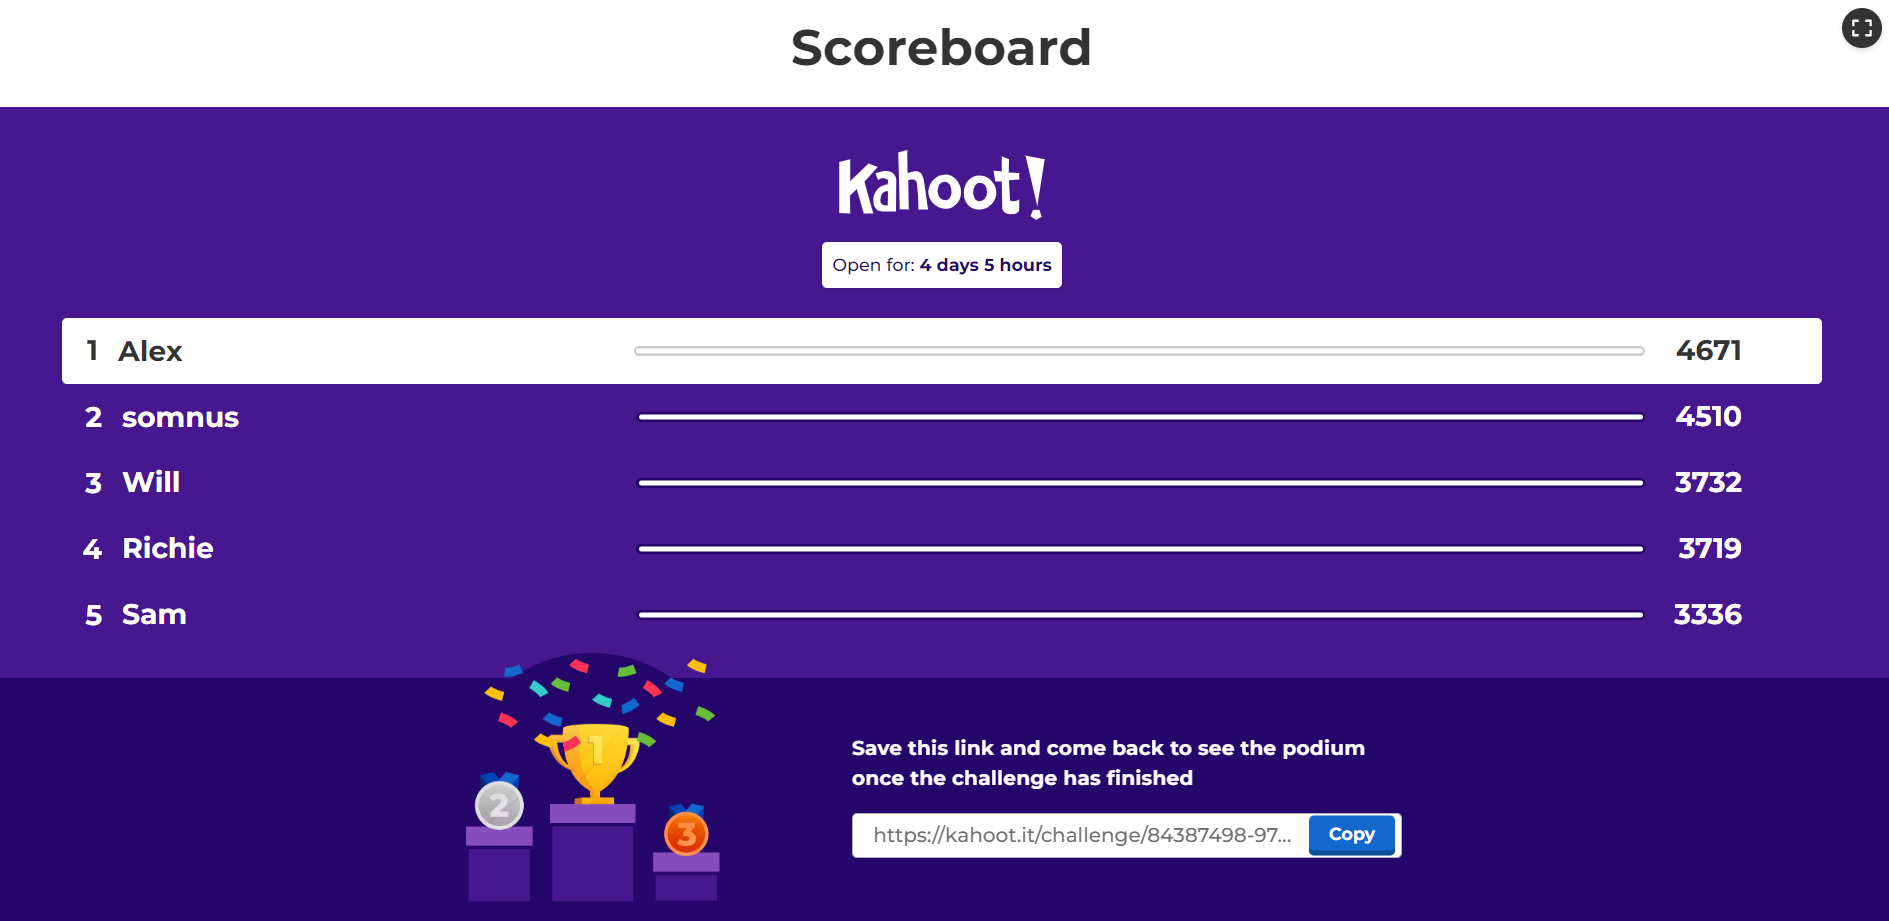 Scoreboard
Kahoot!
Open for: 4 days 5 hours
1 Alex 4671
2 somnus 4510
3 Will 3732
4 Richie 3719
5 Sam 3336
1
2
3
Save this link and come back to see the podium
once the challenge has finished
https://kahoot.it/challenge/84387498-97... Copy